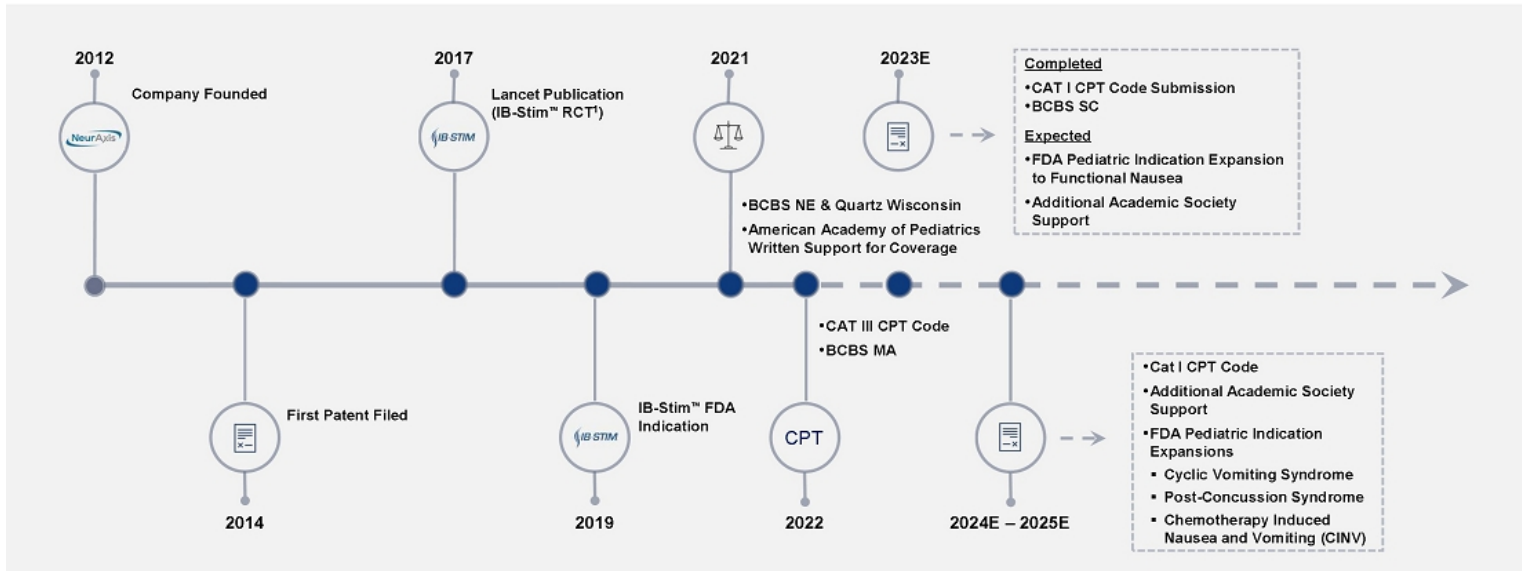 2012
Company Founded
NeurAxis
2017
Lancet Publication
(IB-Stim™ RCT¶)
IB-STIM
2021
•BCBS NE & Quartz Wisconsin
•American Academy of Pediatrics
Written Support for Coverage
2023E
Completed
•CAT I CPT Code Submission
•BCBS SC
Expected
•FDA Pediatric Indication Expansion
to Functional Nausea
•Additional Academic Society
Support
First Patent Filed
2014
IB-STIM
IB-Stim™ FDA
Indication
2019
•CAT III CPT Code
•BCBS MA
CPT
2022
2024E – 2025E
•Cat I CPT Code
•Additional Academic Society
Support
•FDA Pediatric Indication
Expansions
▪ Cyclic Vomiting Syndrome
▪ Post-Concussion Syndrome
▪ Chemotherapy Induced
Nausea and Vomiting (CINV)